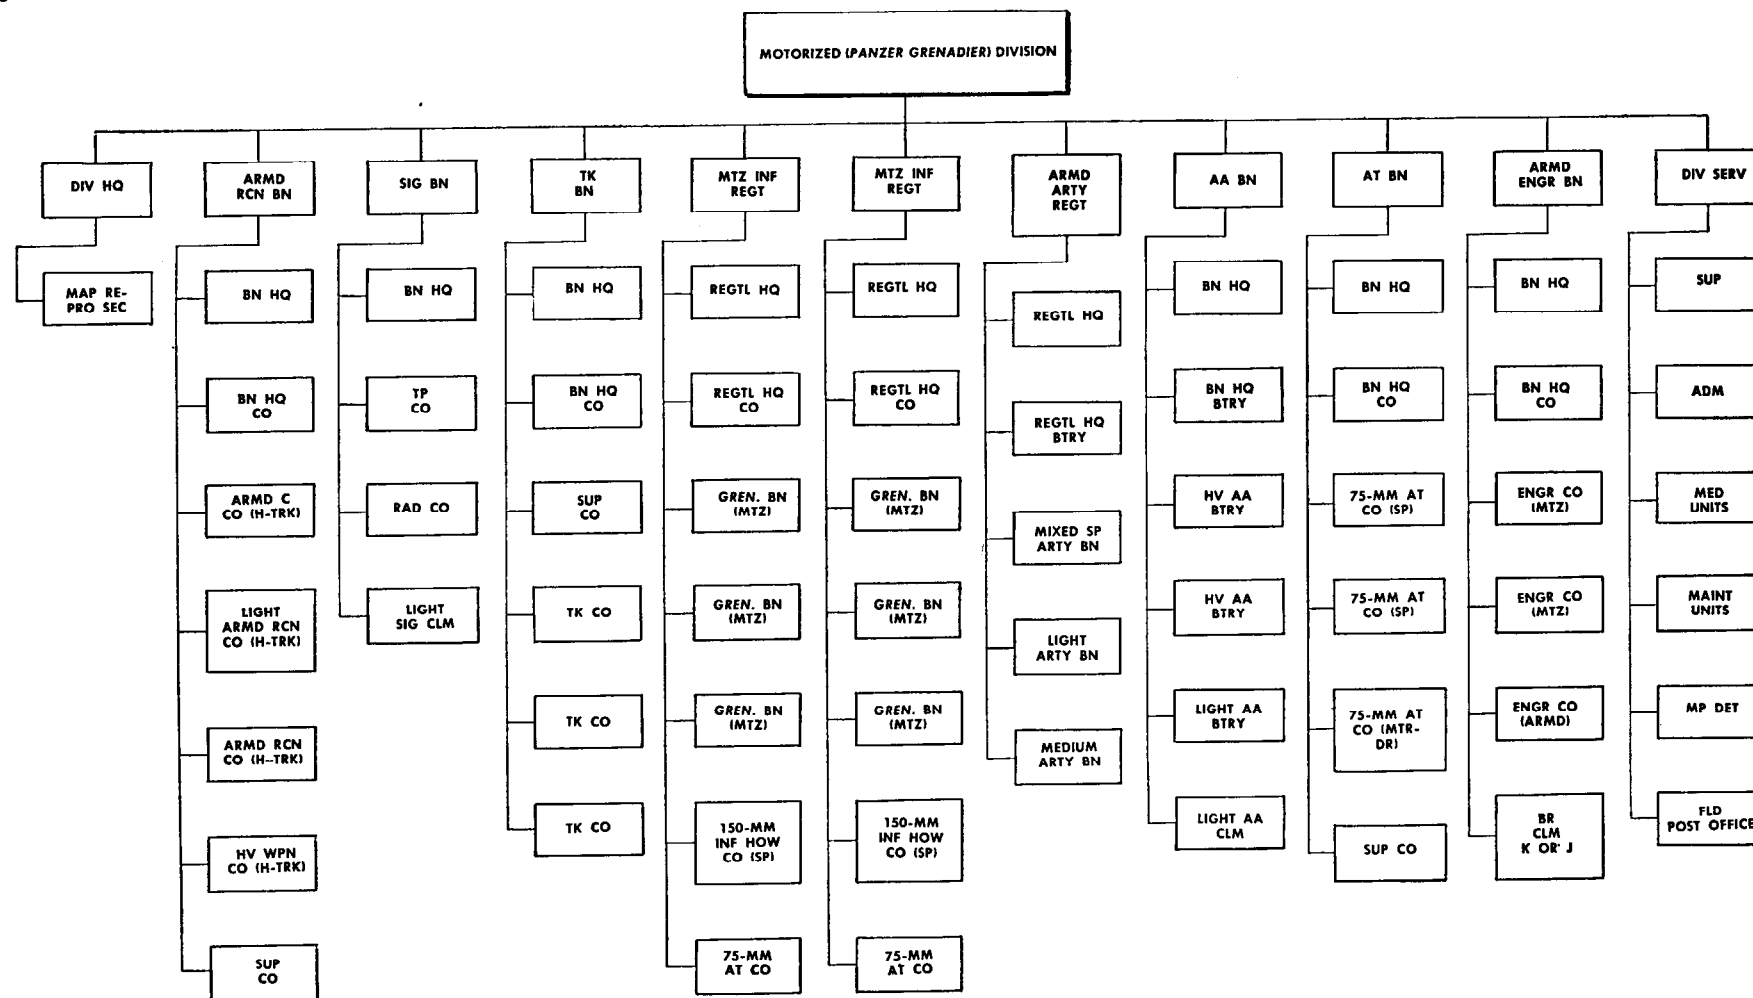 MOTORIZED (PANZER GRENADIER) DIVISION
DIV HQ
MAP RE-
PRO SEC
ARMD
RCN BN
BN HQ
BN HQ
CO
ARMD C
CO (H-TRK)
LIGHT
ARMD RCN
CO (H-TRK)
ARMD RCN
CO (H-TRK)
HV WPN
CO (H-TRK)
SUP
CO
SIG BN
BN HQ
TP
CO
RAD CO
LIGHT
SIG CLM
TK
BN
BN HQ
BN HQ
CO
SUP
CO
TK CO
TK CO
TK CO
MTZ INF
REGT
REGTL HQ
REGTL HQ
CO
GREN. BN
(MTZ)
GREN. BN
(MTZ)
GREN. BN
(MTZ)
150-MM
INF HOW
CO (SP)
75-MM
AT CO
MTZ INF
REGT
REGTL HQ
REGTL HQ
CO
GREN. BN
(MTZ)
GREN. BN
(MTZ)
GREN. BN
(MTZ)
150-MM
INF HOW
CO (SP)
75-MM
AT CO
ARMD
ARTY
REGT
REGTL HQ
REGTL HQ
BTRY
MIXED SP
ARTY BN
LIGHT
ARTY BN
MEDIUM
ARTY BN
AA BN
BN HQ
BN HQ
BTRY
HV AA
BTRY
HV AA
BTRY
LIGHT AA
BTRY
LIGHT AA
CLM
AT BN
BN HQ
BN HQ
CO
75-MM AT
CO (SP)
75-MM AT
CO (SP)
75-MM AT
CO (MTR-
DR)
SUP CO
ARMD
ENGR BN
BN HQ
BN HQ
CO
ENGR CO
(MTZ)
ENGR CO
(MTZ)
ENGR CO
(ARMD)
BR
CLM
K OR J
DIV SERV
SUP
ADM
MED
UNITS
MAINT
UNITS
MP DET
FLD
POST OFFICE